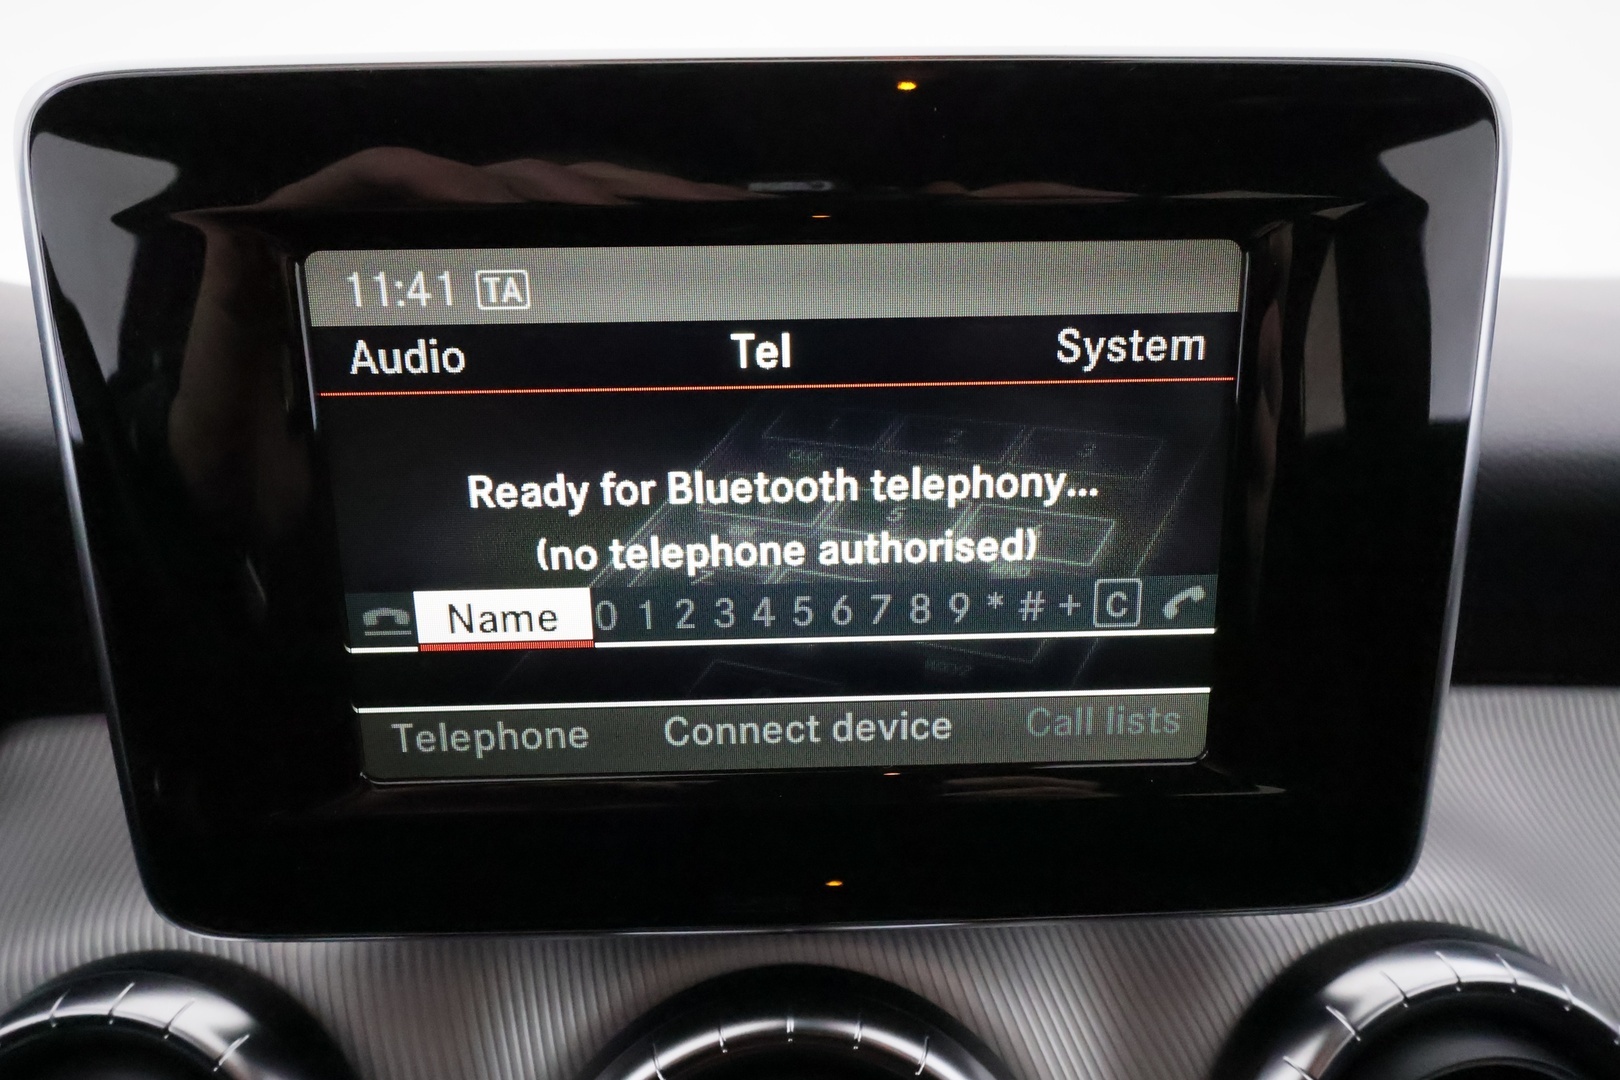 11:41 TA
Audio Tel System
Ready for Bluetooth telephony...
(no telephone authorised)
Name 0 1 2 3 4 5 6 7 8 9 * # + C
Telephone Connect device Call lists